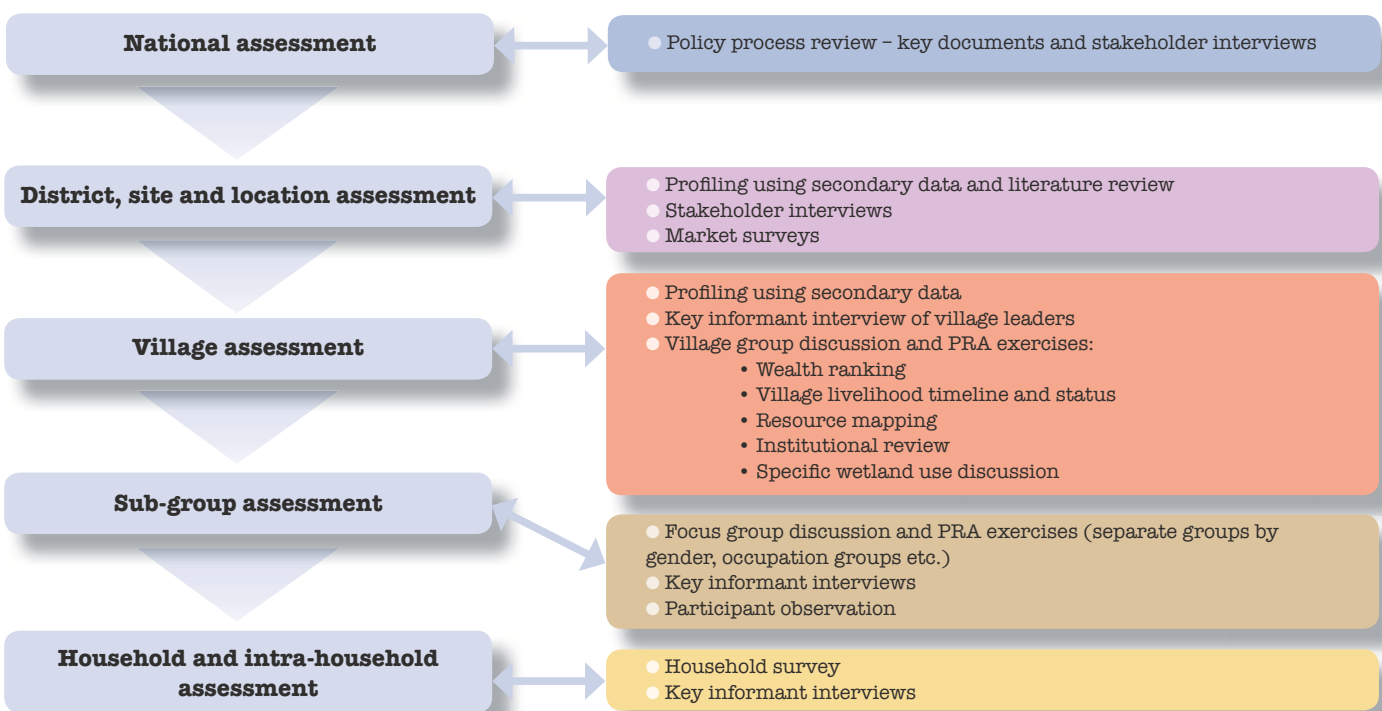 National assessment
● Policy process review – key documents and stakeholder interviews
District, site and location assessment
● Profiling using secondary data and literature review
● Stakeholder interviews
● Market surveys
Village assessment
● Profiling using secondary data
● Key informant interview of village leaders
● Village group discussion and PRA exercises:
• Wealth ranking
• Village livelihood timeline and status
• Resource mapping
• Institutional review
• Specific wetland use discussion
Sub-group assessment
● Focus group discussion and PRA exercises (separate groups by
gender, occupation groups etc.)
● Key informant interviews
● Participant observation
Household and intra-household
assessment
● Household survey
● Key informant interviews